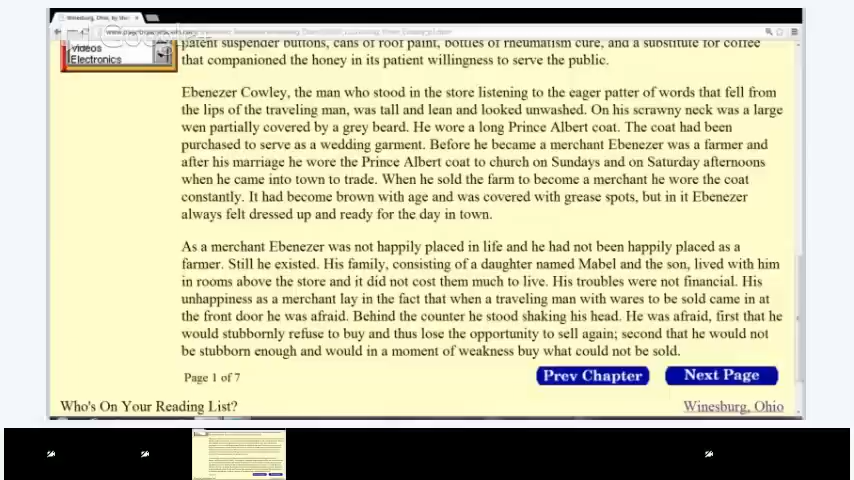 Winesburg, Ohio, by Sher
Videos
Electronics
patent suspender buttons, cans of roof paint, bottles of rheumatism cure, and a substitute for coffee
that companioned the honey in its patient willingness to serve the public.
Ebenezer Cowley, the man who stood in the store listening to the eager patter of words that fell from
the lips of the traveling man, was tall and lean and looked unwashed. On his scrawny neck was a large
wen partially covered by a grey beard. He wore a long Prince Albert coat. The coat had been
purchased to serve as a wedding garment. Before he became a merchant Ebenezer was a farmer and
after his marriage he wore the Prince Albert coat to church on Sundays and on Saturday afternoons
when he came into town to trade. When he sold the farm to become a merchant he wore the coat
constantly. It had become brown with age and was covered with grease spots, but in it Ebenezer
always felt dressed up and ready for the day in town.
As a merchant Ebenezer was not happily placed in life and he had not been happily placed as a
farmer. Still he existed. His family, consisting of a daughter named Mabel and the son, lived with him
in rooms above the store and it did not cost them much to live. His troubles were not financial. His
unhappiness as a merchant lay in the fact that when a traveling man with wares to be sold came in at
the front door he was afraid. Behind the counter he stood shaking his head. He was afraid, first that he
would stubbornly refuse to buy and thus lose the opportunity to sell again; second that he would not
be stubborn enough and would in a moment of weakness buy what could not be sold.
Page 1 of 7
Prev Chapter
Next Page
Who's On Your Reading List?
Winesburg, Ohio